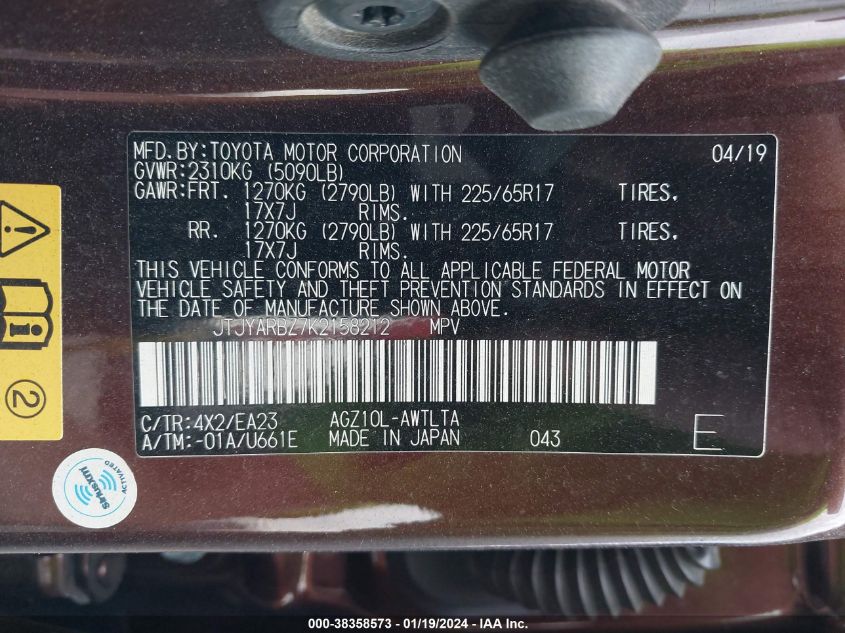 MFD.BY:TOYOTA MOTOR CORPORATION 04/19
GVWR:2310KG (5090LB)
GAWR:FRT. 1270KG (2790LB) WITH 225/65R17 TIRES,
17X7J RIMS.
RR. 1270KG (2790LB) WITH 225/65R17 TIRES,
17X7J RIMS.
THIS VEHICLE CONFORMS TO ALL APPLICABLE FEDERAL MOTOR
VEHICLE SAFETY AND THEFT PREVENTION STANDARDS IN EFFECT ON
THE DATE OF MANUFACTURE SHOWN ABOVE.
JTJYARBZ7K2158212 MPV
C/TR:4X2/EA23 AGZ10L-AWTLTA
A/TM:-01A/U661E MADE IN JAPAN 043 E
2
siriusxm
ACTIVATED
000-38358573 - 01/19/2024 - IAA Inc.